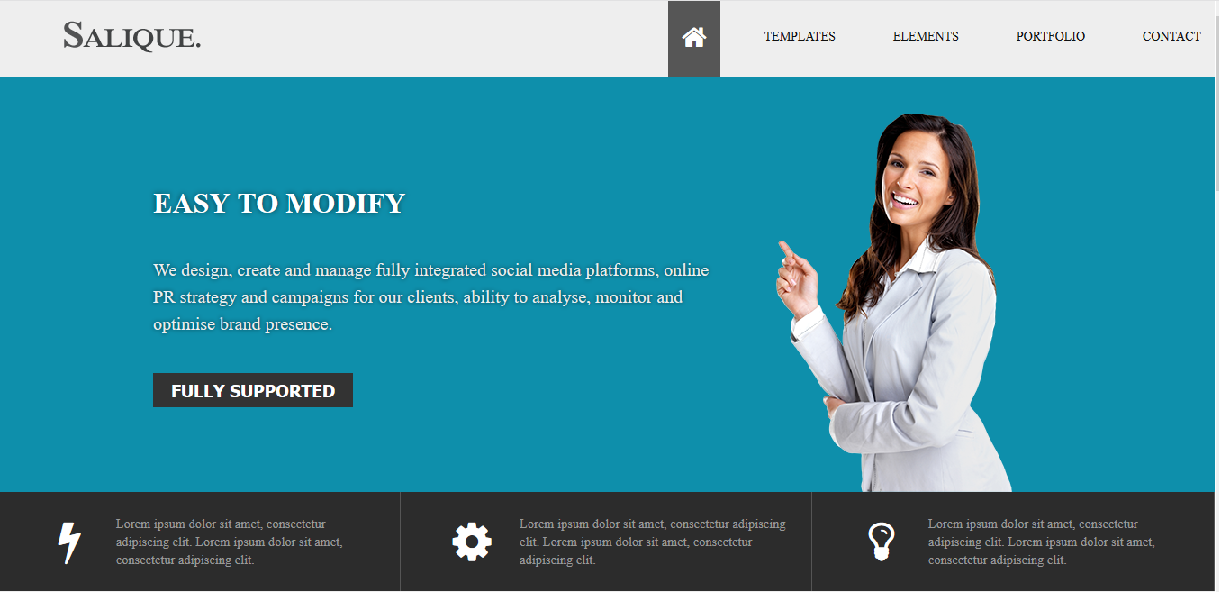 SALIQUE.
TEMPLATES ELEMENTS PORTFOLIO CONTACT
EASY TO MODIFY
We design, create and manage fully integrated social media platforms, online
PR strategy and campaigns for our clients, ability to analyse, monitor and
optimise brand presence.
FULLY SUPPORTED
Lorem ipsum dolor sit amet, consectetur
adipiscing clit. Lorem ipsum dolor sit amet,
consectetur adipiscing elit.
Lorem ipsum dolor sit amet, consectetur adipiscing
elit. Lorem ipsum dolor sit amet, consectetur
adipiscing elit.
Lorem ipsum dolor sit amet, consectetur
adipiscing elit. Lorem ipsum dolor sit amet,
consectetur adipiscing elit.